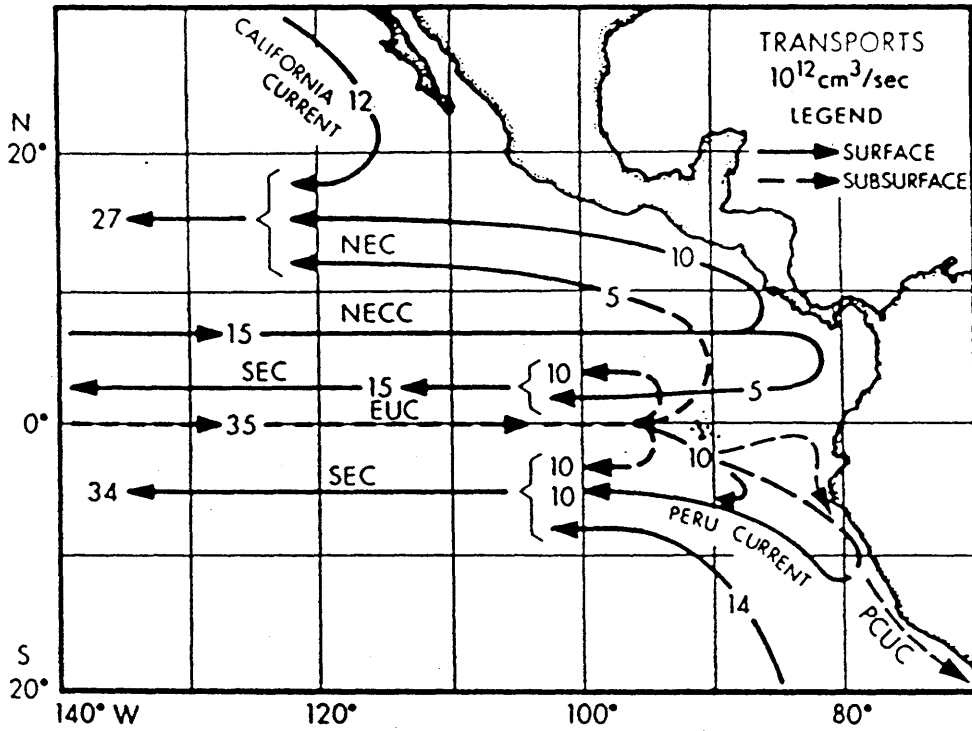 CALIFORNIA
CURRENT
12
TRANSPORTS
10¹²cm³/sec
LEGEND
SURFACE
SUBSURFACE
N
20°
27
NEC
10
5
NECC
15
SEC
15
10
5
EUC
0°
35
10
10
SEC
34
10
PERU CURRENT
14
PCUC
S
20°
140° W
120°
100°
80°